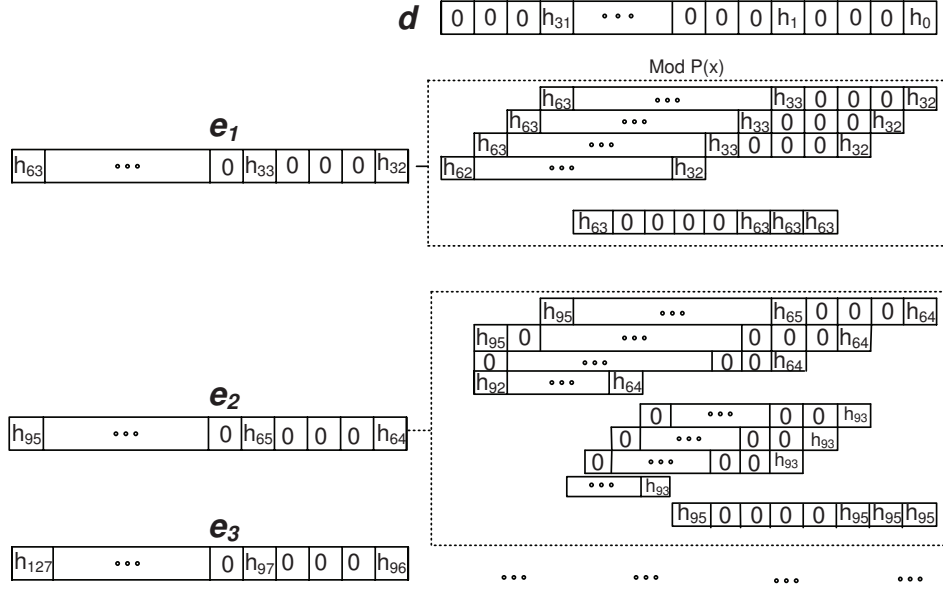 d 0 0 0 h31 ••• 0 0 0 h1 0 0 0 h0
Mod P(x)
h63 ••• h33 0 0 0 h32
h63 ••• h33 0 0 0 h32
h63 ••• h33 0 0 0 h32
h62 ••• h32
h63 0 0 0 0 h63 h63 h63
e1
h63 ••• 0 h33 0 0 0 h32
h95 ••• h65 0 0 0 h64
h95 0 ••• 0 0 0 h64
0 ••• 0 0 h64
h92 ••• h64
0 ••• 0 0 h93
0 ••• 0 0 h93
0 ••• 0 0 h93
••• h93
h95 0 0 0 0 h95 h95 h95
e2
h95 ••• 0 h65 0 0 0 h64
e3
h127 ••• 0 h97 0 0 0 h96
••• ••• ••• •••